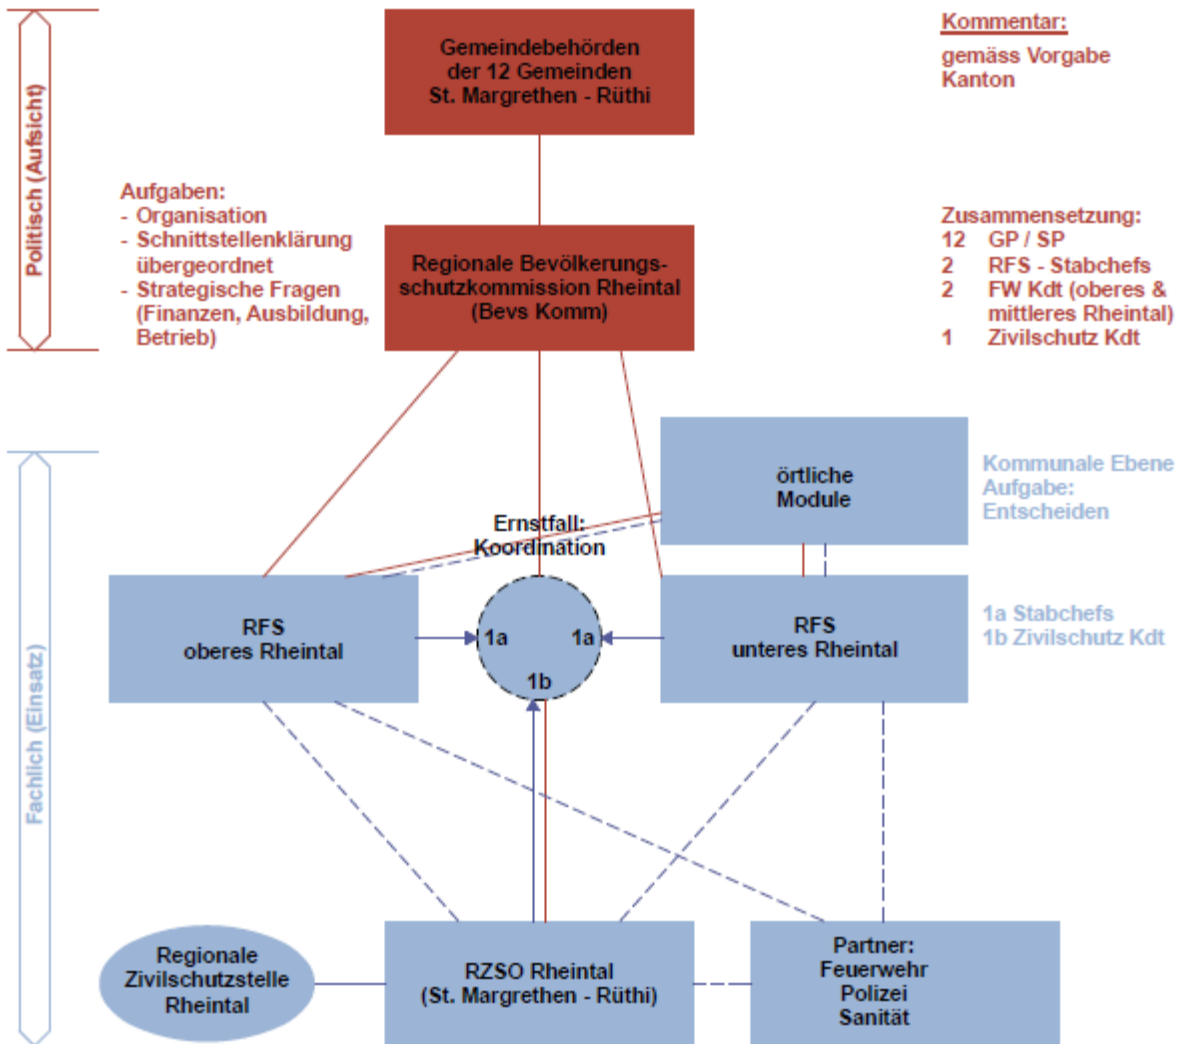 Politisch (Aufsicht)
Gemeindebehörden
der 12 Gemeinden
St. Margrethen - Rüthi
Kommentar:
gemäss Vorgabe
Kanton
Aufgaben:
- Organisation
- Schnittstellenklärung
übergeordnet
- Strategische Fragen
(Finanzen, Ausbildung,
Betrieb)
Regionale Bevölkerungs-
schutzkommission Rheintal
(Bevs Komm)
Zusammensetzung:
12 GP / SP
2 RFS - Stabchefs
2 FW Kdt (oberes &
mittleres Rheintal)
1 Zivilschutz Kdt
Fachlich (Einsatz)
örtliche
Module
Kommunale Ebene
Aufgabe:
Entscheiden
Ernstfall:
Koordination
RFS
oberes Rheintal
1a
1a
1b
RFS
unteres Rheintal
1a Stabchefs
1b Zivilschutz Kdt
Regionale
Zivilschutzstelle
Rheintal
RZSO Rheintal
(St. Margrethen - Rüthi)
Partner:
Feuerwehr
Polizei
Sanität